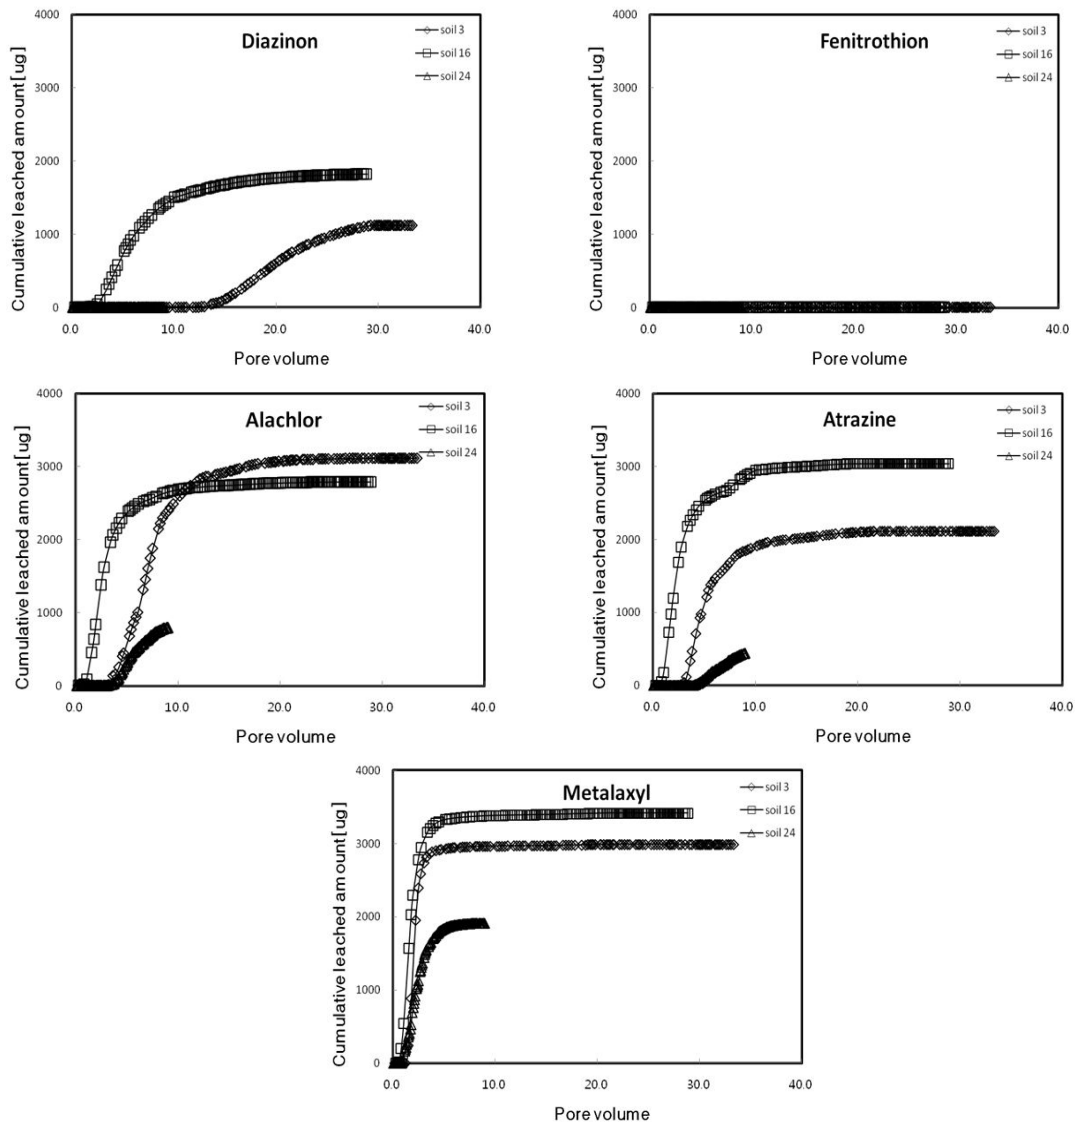 Diazinon
soil 3
soil 16
soil 24
Cumulative leached amount[ug]
4000
3000
2000
1000
0
0.0 10.0 20.0 30.0 40.0
Pore volume
Fenitrothion
soil 3
soil 16
soil 24
Cumulative leached amount[ug]
4000
3000
2000
1000
0
0.0 10.0 20.0 30.0 40.0
Pore volume
Alachlor
soil 3
soil 16
soil 24
Cumulative leached amount[ug]
4000
3000
2000
1000
0
0.0 10.0 20.0 30.0 40.0
Pore volume
Atrazine
soil 3
soil 16
soil 24
Cumulative leached amount[ug]
4000
3000
2000
1000
0
0.0 10.0 20.0 30.0 40.0
Pore volume
Metalaxyl
soil 3
soil 16
soil 24
Cumulative leached amount[ug]
4000
3000
2000
1000
0
0.0 10.0 20.0 30.0 40.0
Pore volume